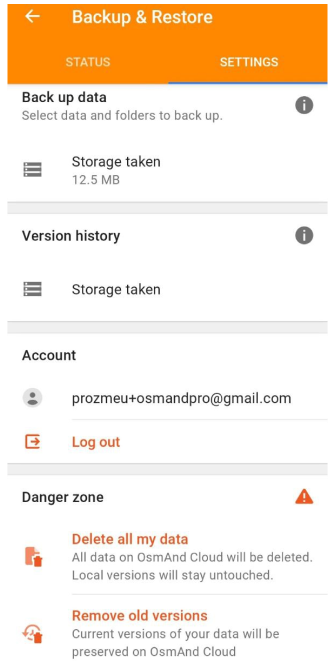 Backup & Restore
STATUS
SETTINGS
Back up data
Select data and folders to back up.
Storage taken
12.5 MB
Version history
Storage taken
Account
prozmeu+osmandpro@gmail.com
Log out
Danger zone
Delete all my data
All data on OsmAnd Cloud will be deleted.
Local versions will stay untouched.
Remove old versions
Current versions of your data will be
preserved on OsmAnd Cloud